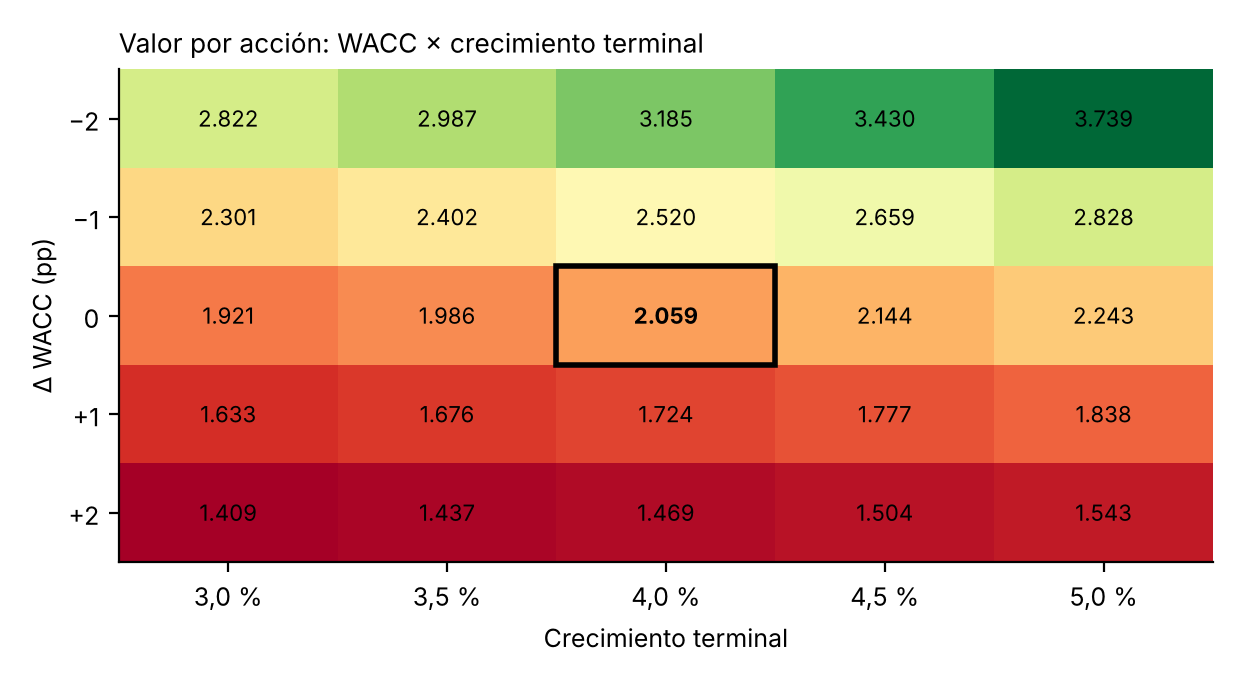 Valor por acción: WACC × crecimiento terminal
−2 2.822 2.987 3.185 3.430 3.739
−1 2.301 2.402 2.520 2.659 2.828
Δ WACC (pp)
0 1.921 1.986 2.059 2.144 2.243
+1 1.633 1.676 1.724 1.777 1.838
+2 1.409 1.437 1.469 1.504 1.543
3,0 % 3,5 % 4,0 % 4,5 % 5,0 %
Crecimiento terminal